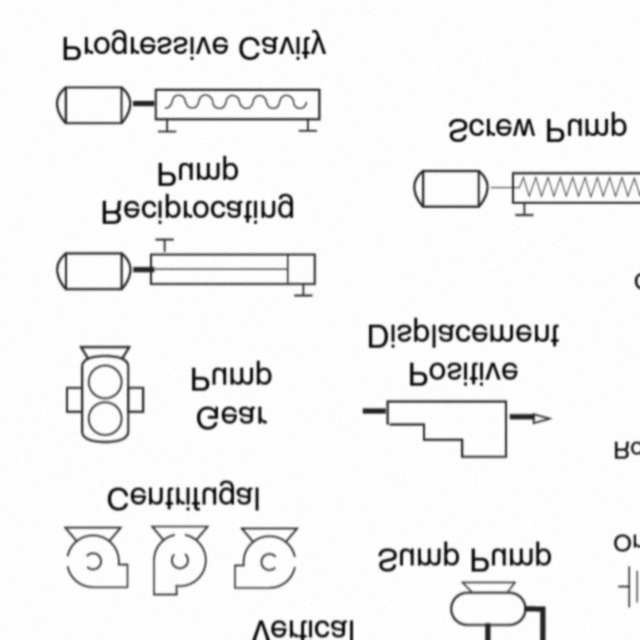 Vertical
Sump Pump
Centrifugal
Gear
Pump
Positive
Displacement
Reciprocating
Pump
Screw Pump
Progressive Cavity